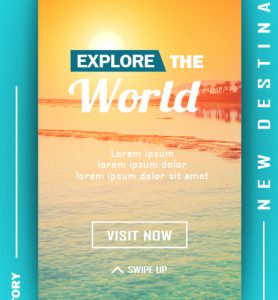 EXPLORE THE
World
Lorem ipsum
lorem ipsum dolor
lorem ipsum dolor sit amet
VISIT NOW
SWIPE UP
NEW DESTINA
ORY